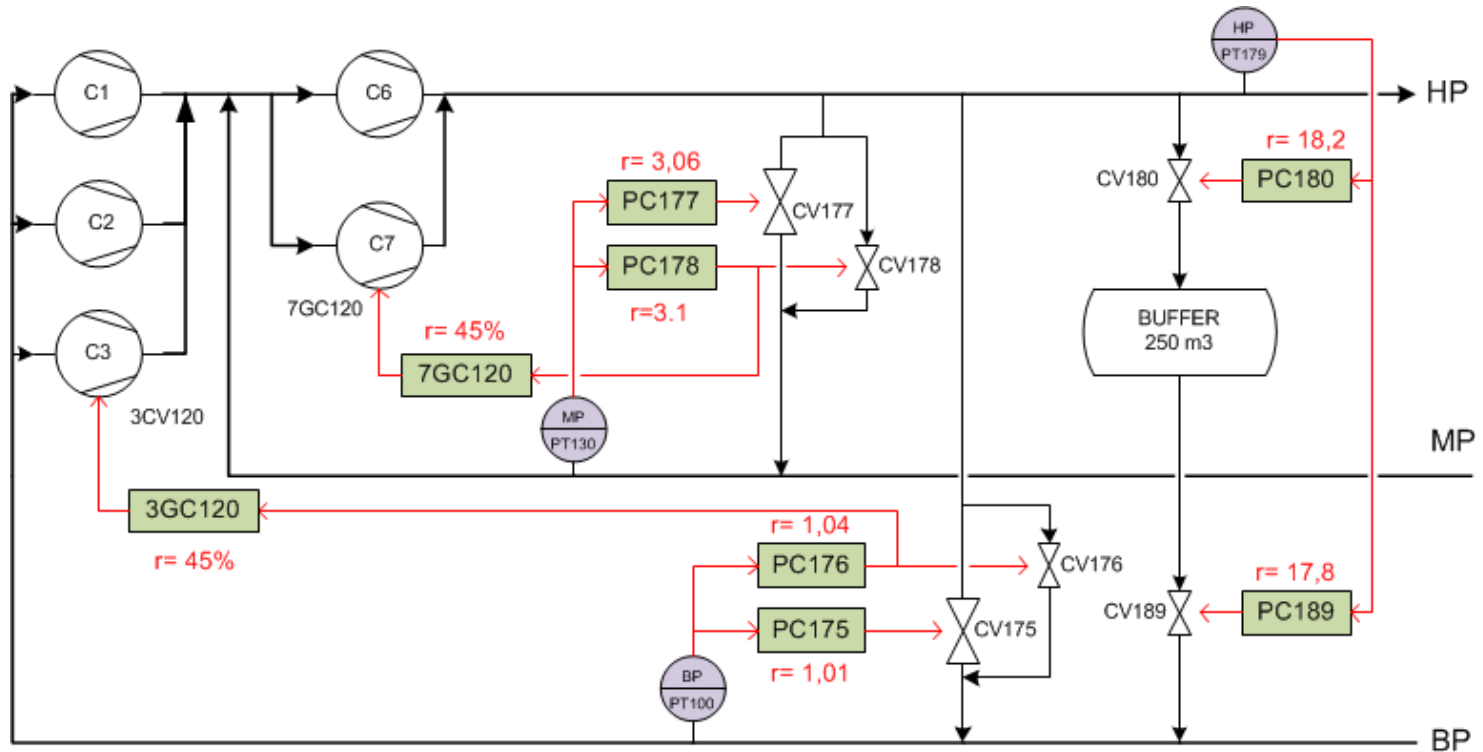 HP
PT179
C1
C6
HP
r= 3,06
r= 18,2
PC177
CV180
PC180
CV177
C2
C7
PC178
CV178
7GC120
r=3.1
BUFFER
250 m3
r= 45%
C3
7GC120
3CV120
MP
PT130
MP
3GC120
r= 1,04
r= 45%
PC176
CV176
r= 17,8
CV189
PC189
PC175
CV175
r= 1,01
BP
PT100
BP